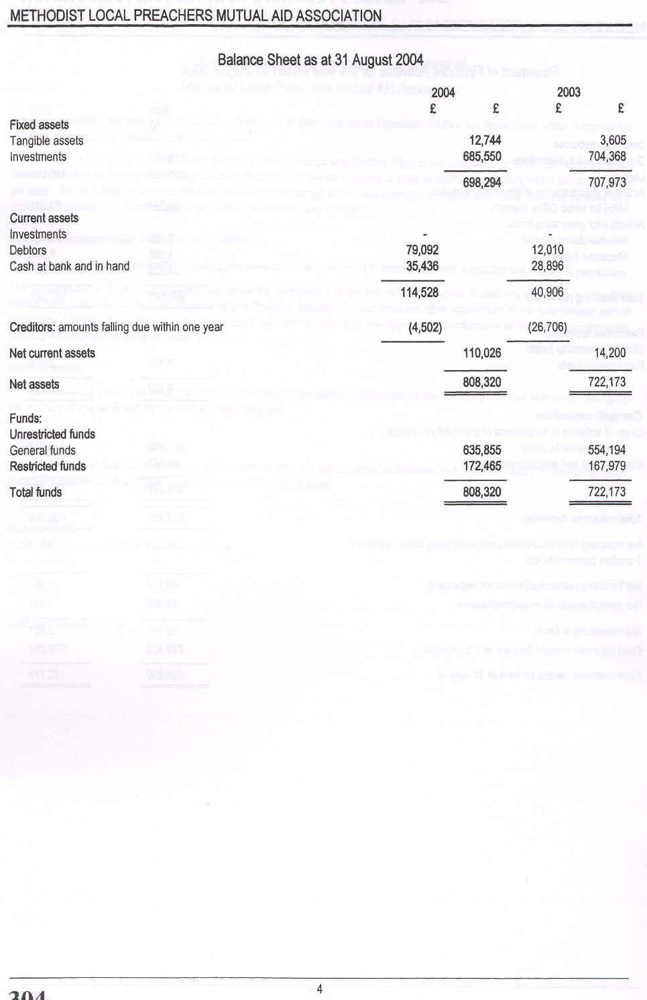 METHODIST LOCAL PREACHERS MUTUAL AID ASSOCIATION
Balance Sheet as at 31 August 2004
2004 2003
£ £ £ £
Fixed assets
Tangible assets 12,744 3,605
Investments 685,550 704,368
698,294 707,973
Current assets
Investments - -
Debtors 79,092 12,010
Cash at bank and in hand 35,436 28,896
114,528 40,906
Creditors: amounts falling due within one year (4,502) (26,706)
Net current assets 110,026 14,200
Net assets 808,320 722,173
Funds:
Unrestricted funds
General funds 635,855 554,194
Restricted funds 172,465 167,979
Total funds 808,320 722,173
4
304